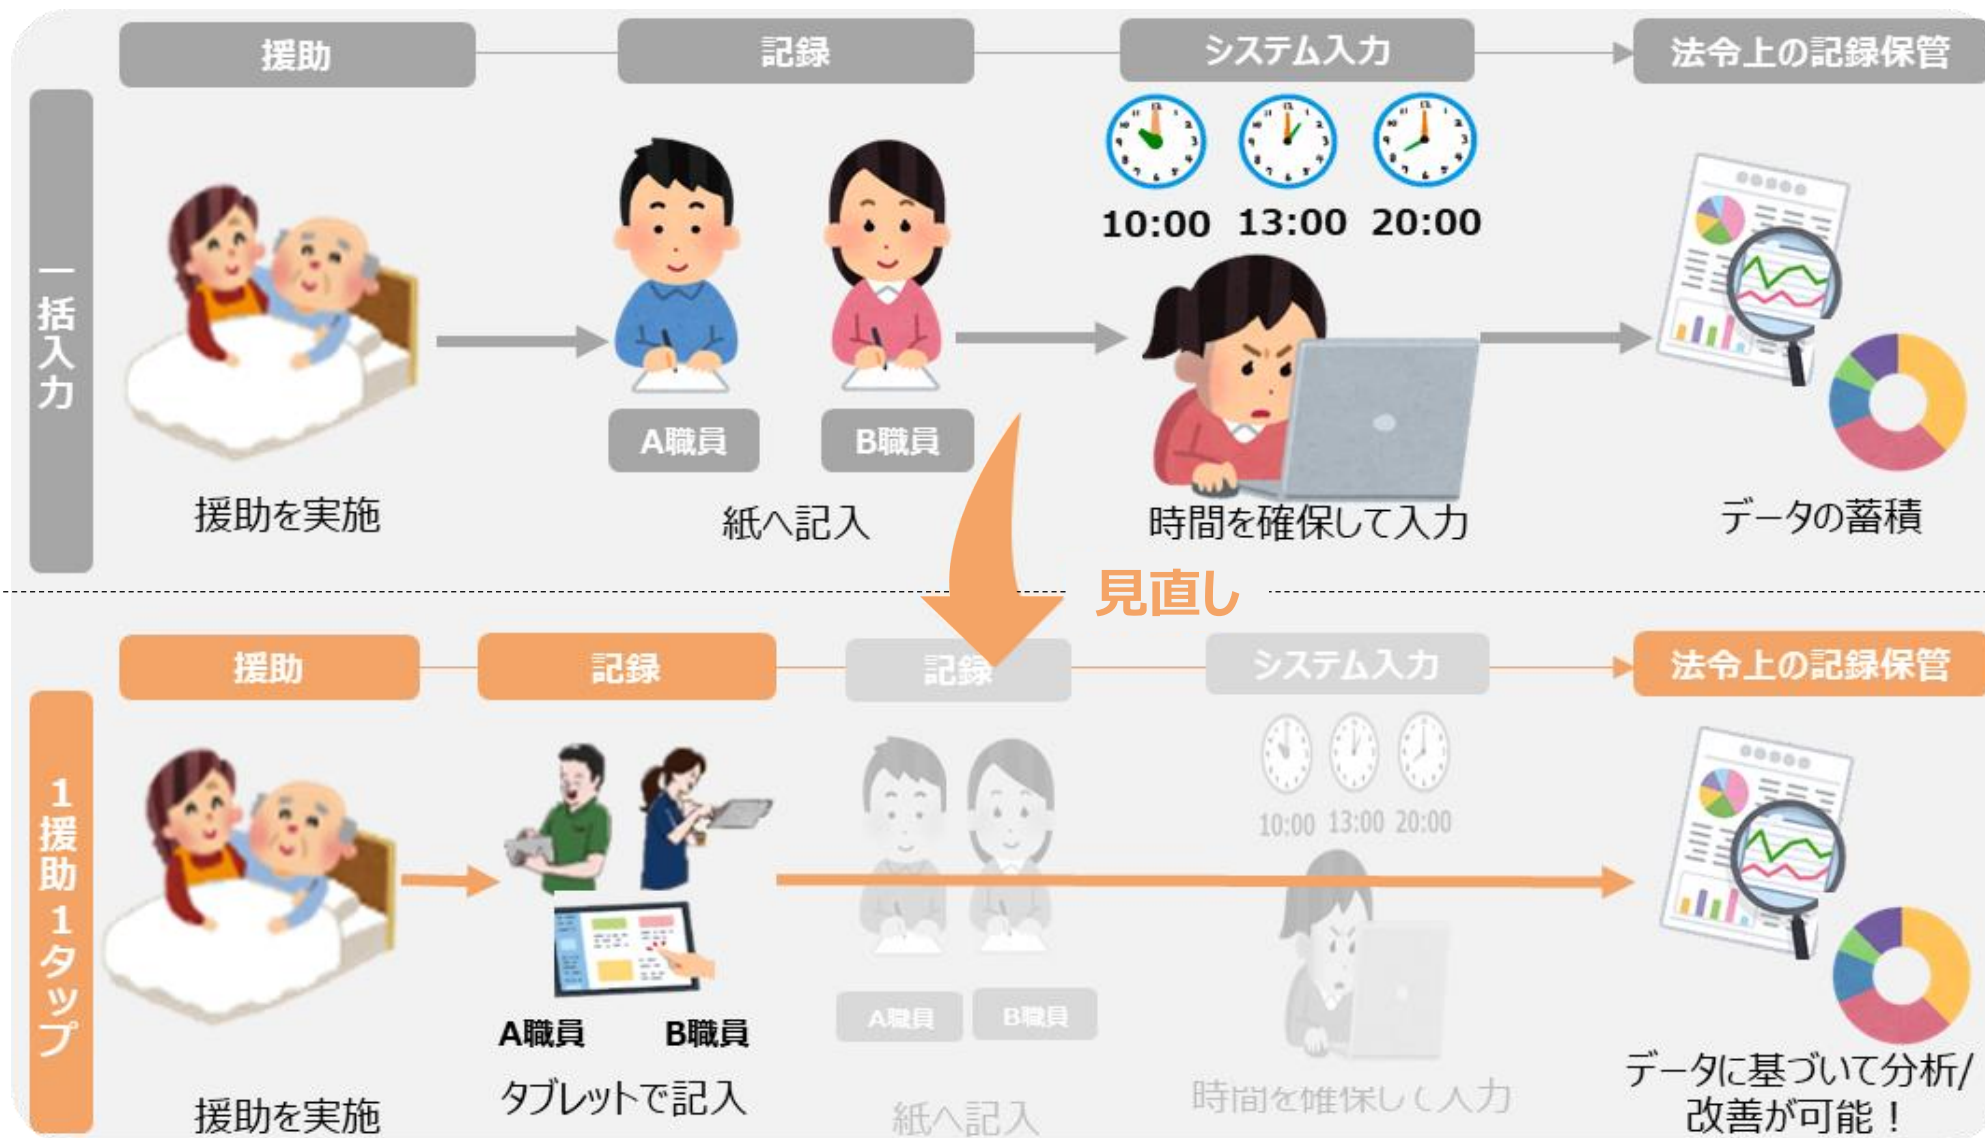 援助
記録
システム入力
法令上の記録保管
一括入力
10:00 13:00 20:00
A職員
B職員
援助を実施
紙へ記入
時間を確保して入力
データの蓄積
見直し
援助
記録
記録
システム入力
法令上の記録保管
1援助1タップ
10:00 13:00 20:00
A職員
B職員
A職員
B職員
援助を実施
タブレットで記入
紙へ記入
時間を確保して入力
データに基づいて分析/
改善が可能！